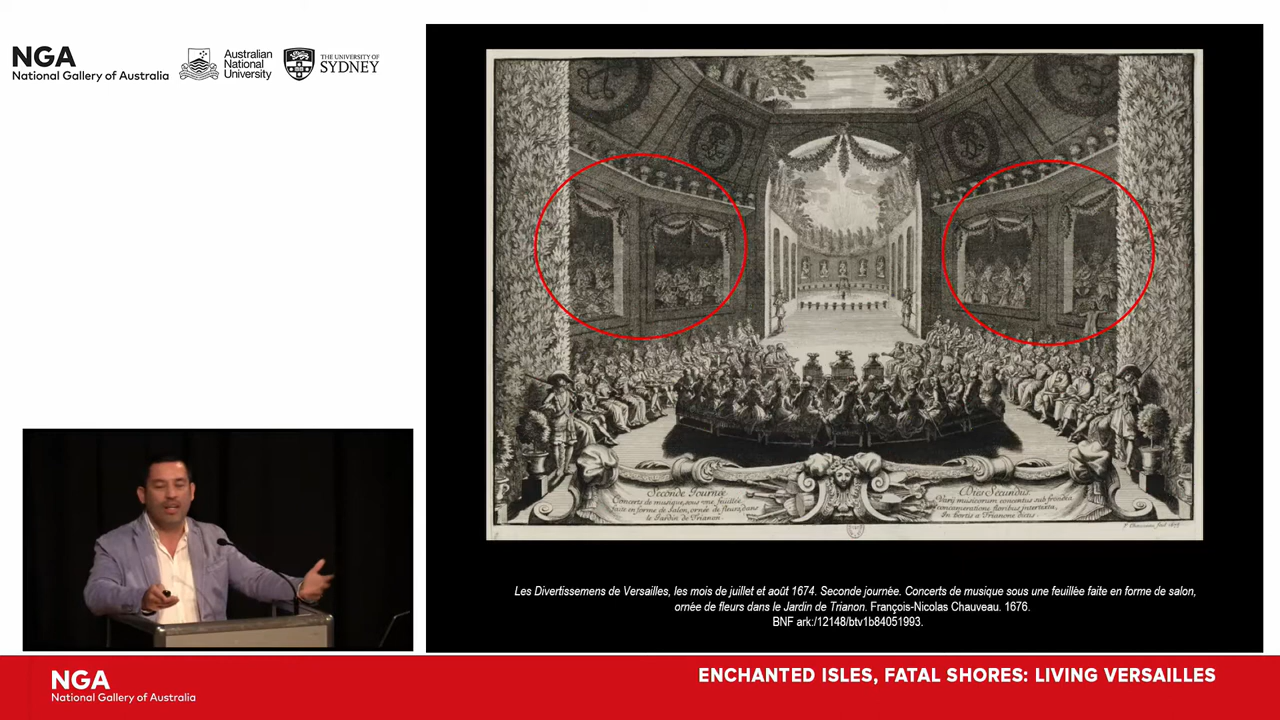 NGA
National Gallery of Australia
Australian
National
University
THE UNIVERSITY OF
SYDNEY
Seconde Journée
Concerts de musique, sous une feüillée
faite en forme de Salon, ornée de fleurs, dans
le Jardin de Trianon.
Dies Secundus.
Varij musicorum concentus sub frondea
concameratione, floribus intertinta,
In hortis a Trianone dictis.
Les Divertissemens de Versailles, les mois de juillet et août 1674. Seconde journée. Concerts de musique sous une feuillée faite en forme de salon,
ornée de fleurs dans le Jardin de Trianon. François-Nicolas Chauveau. 1676.
BNF ark:/12148/btv1b84051993.
NGA
National Gallery of Australia
ENCHANTED ISLES, FATAL SHORES: LIVING VERSAILLES